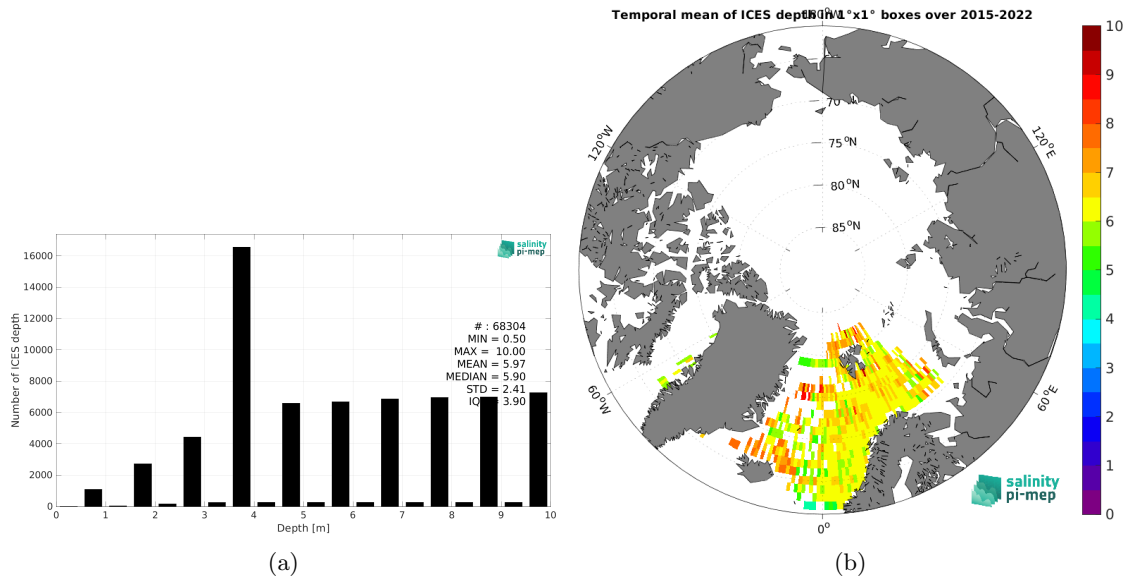 Temporal mean of ICES depth in 1°x1° boxes over 2015-2022
180°W
10
9
8
7
6
5
4
3
2
1
0
120°W
120°E
75°N
80°N
85°N
60°W
60°E
0°
salinity
pi-mep
16000
14000
12000
10000
8000
6000
4000
2000
0
Number of ICES depth
salinity
pi-mep
# : 68304
MIN = 0.50
MAX = 10.00
MEAN = 5.97
MEDIAN = 5.90
STD = 2.41
= 3.90
0 1 2 3 4 5 6 7 8 9 10
Depth [m]
(a)
(b)